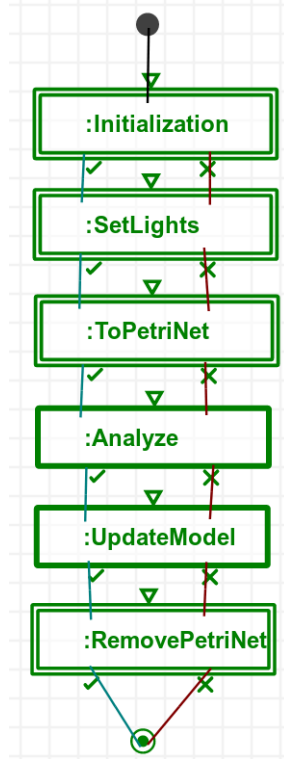 :Initialization
:SetLights
:ToPetriNet
:Analyze
:UpdateModel
:RemovePetriNet